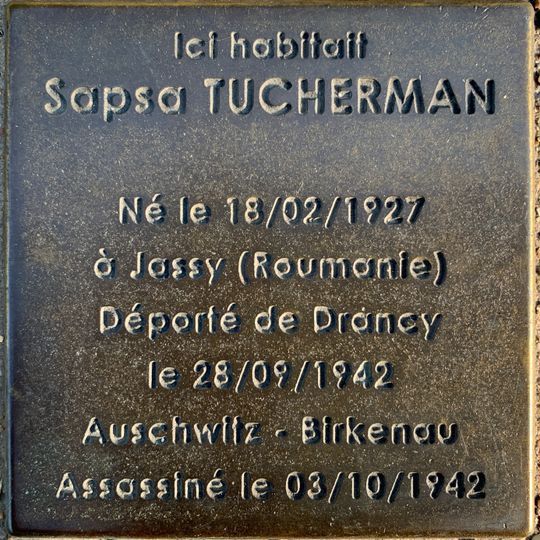 Ici habitait
Sapsa TUCHERMAN
Né le 18/02/1927
à Jassy (Roumanie)
Déporté de Drancy
le 28/09/1942
Auschwitz - Birkenau
Assassiné le 03/10/1942